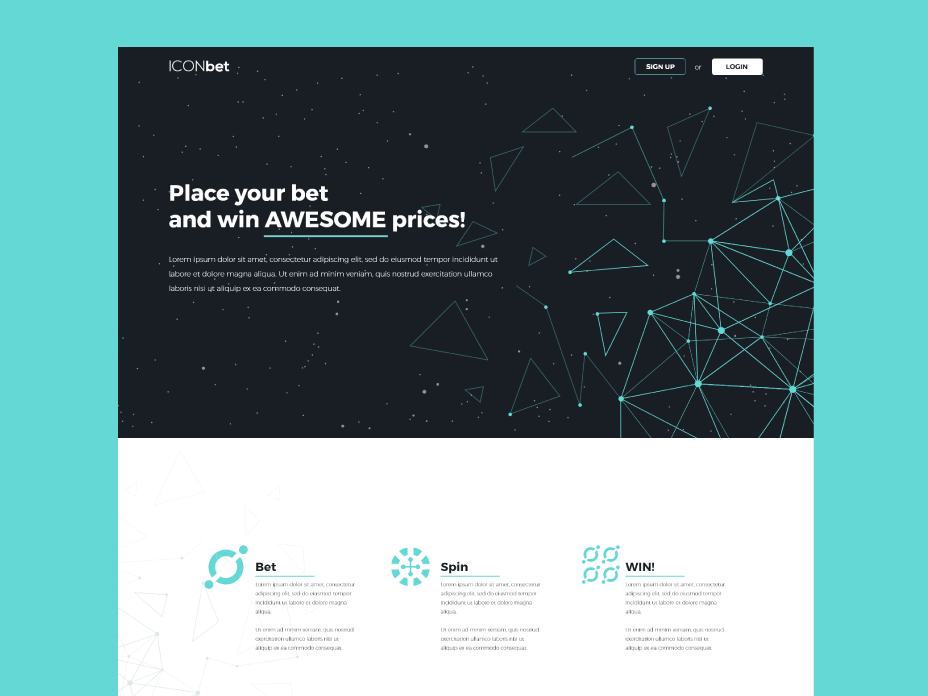 ICONbet
SIGN UP or LOGIN
Place your bet
and win AWESOME prices!
Lorem ipsum dolor sit amet, consectetur adipiscing elit, sed do eiusmod tempor incididunt ut
labore et dolore magna aliqua. Ut enim ad minim veniam, quis nostrud exercitation ullamco
laboris nisi ut aliquip ex ea commodo consequat.
Bet
Lorem ipsum dolor sit amet, consectetur
adipiscing elit, sed do eiusmod tempor
incididunt ut labore et dolore magna
aliqua.
Ut enim ad minim veniam, quis nostrud
exercitation ullamco laboris nisi ut
aliquip ex ea commodo consequat.
Spin
Lorem ipsum dolor sit amet, consectetur
adipiscing elit, sed do eiusmod tempor
incididunt ut labore et dolore magna
aliqua.
Ut enim ad minim veniam, quis nostrud
exercitation ullamco laboris nisi ut
aliquip ex ea commodo consequat.
WIN!
Lorem ipsum dolor sit amet, consectetur
adipiscing elit, sed do eiusmod tempor
incididunt ut labore et dolore magna
aliqua.
Ut enim ad minim veniam, quis nostrud
exercitation ullamco laboris nisi ut
aliquip ex ea commodo consequat.